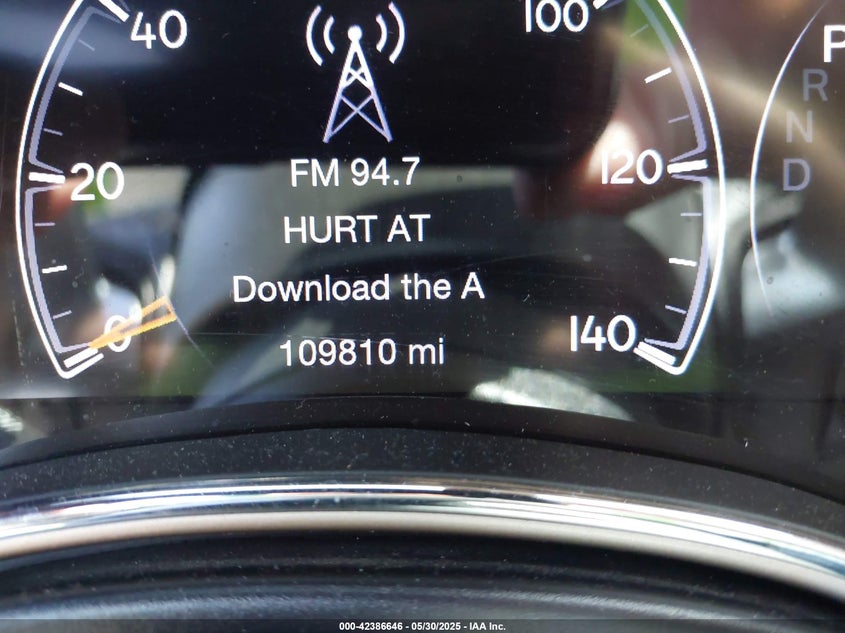 40
100
P
R
20
FM 94.7
120
N
D
HURT AT
Download the A
0
109810 mi
140
000-42386646 - 05/30/2025 - IAA Inc.